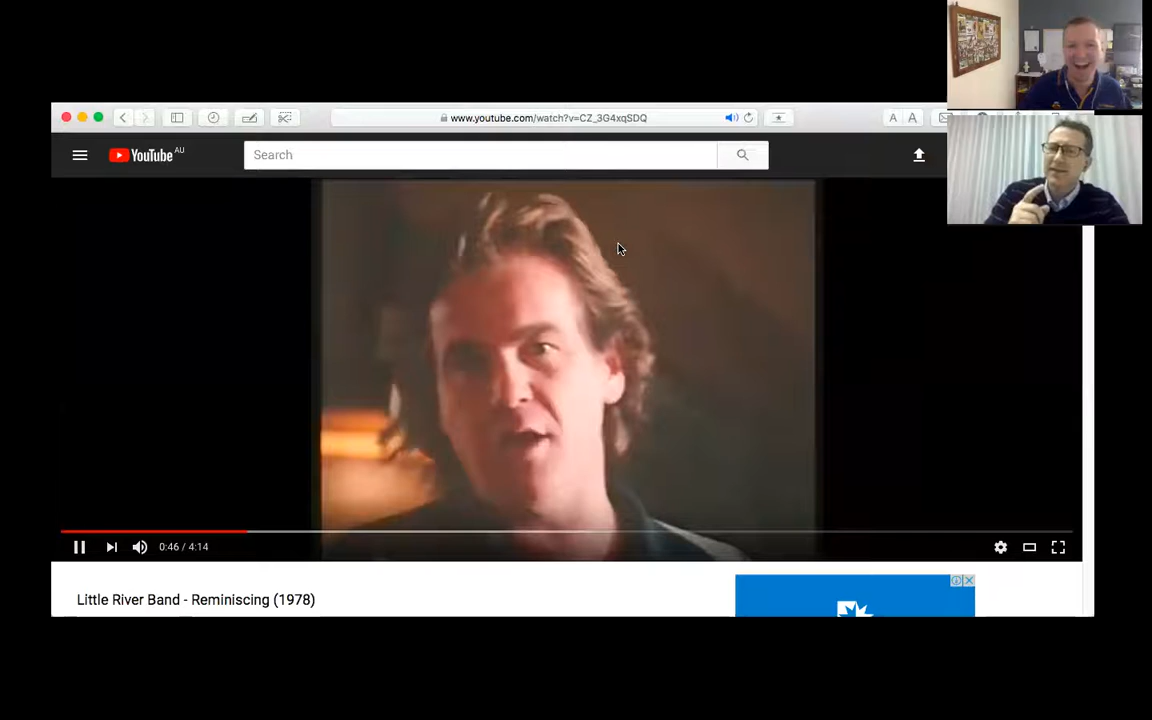 www.youtube.com/watch?v=CZ_3G4xqSDQ
A A
YouTube AU
Search
0:46 / 4:14
Little River Band - Reminiscing (1978)